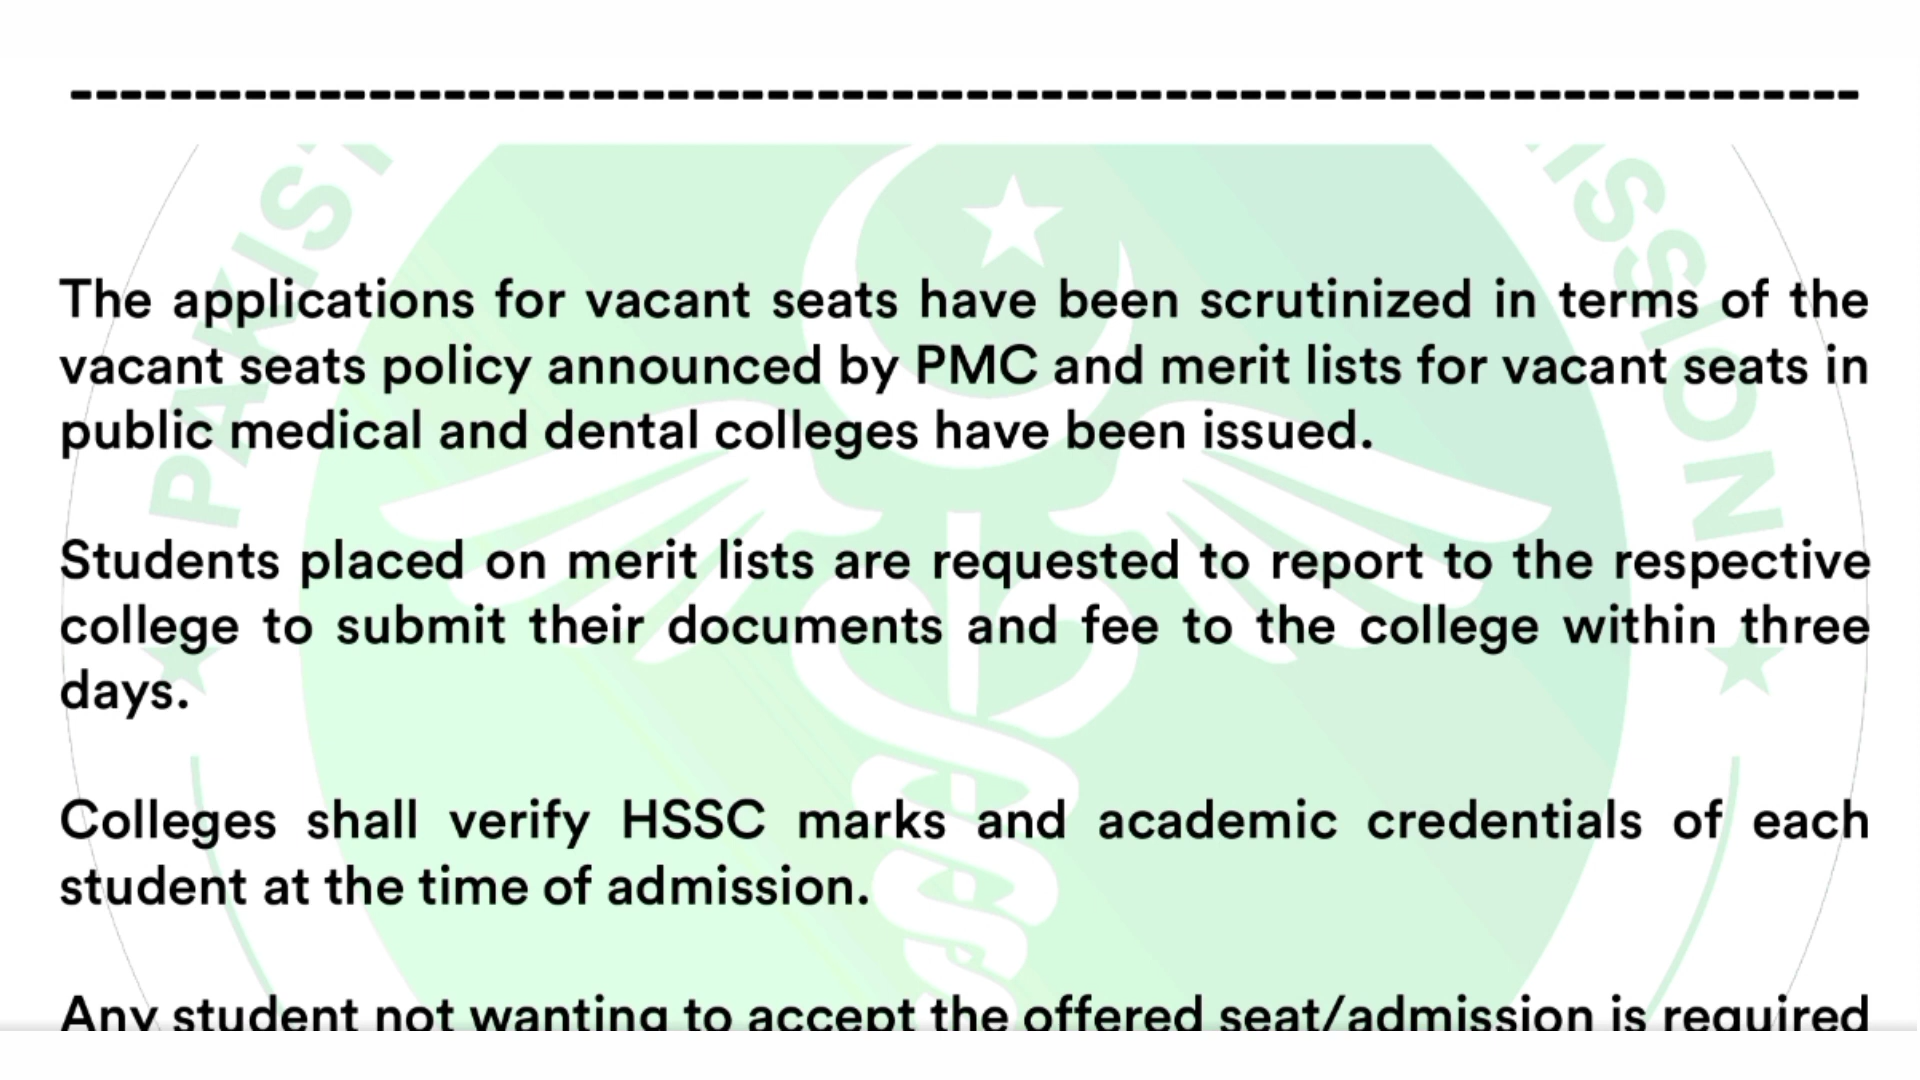 --------------------------------------------------------------------------
PAKIST
ISSION
The applications for vacant seats have been scrutinized in terms of the
vacant seats policy announced by PMC and merit lists for vacant seats in
public medical and dental colleges have been issued.
Students placed on merit lists are requested to report to the respective
college to submit their documents and fee to the college within three
days.
Colleges shall verify HSSC marks and academic credentials of each
student at the time of admission.
Any student not wanting to accept the offered seat/admission is required